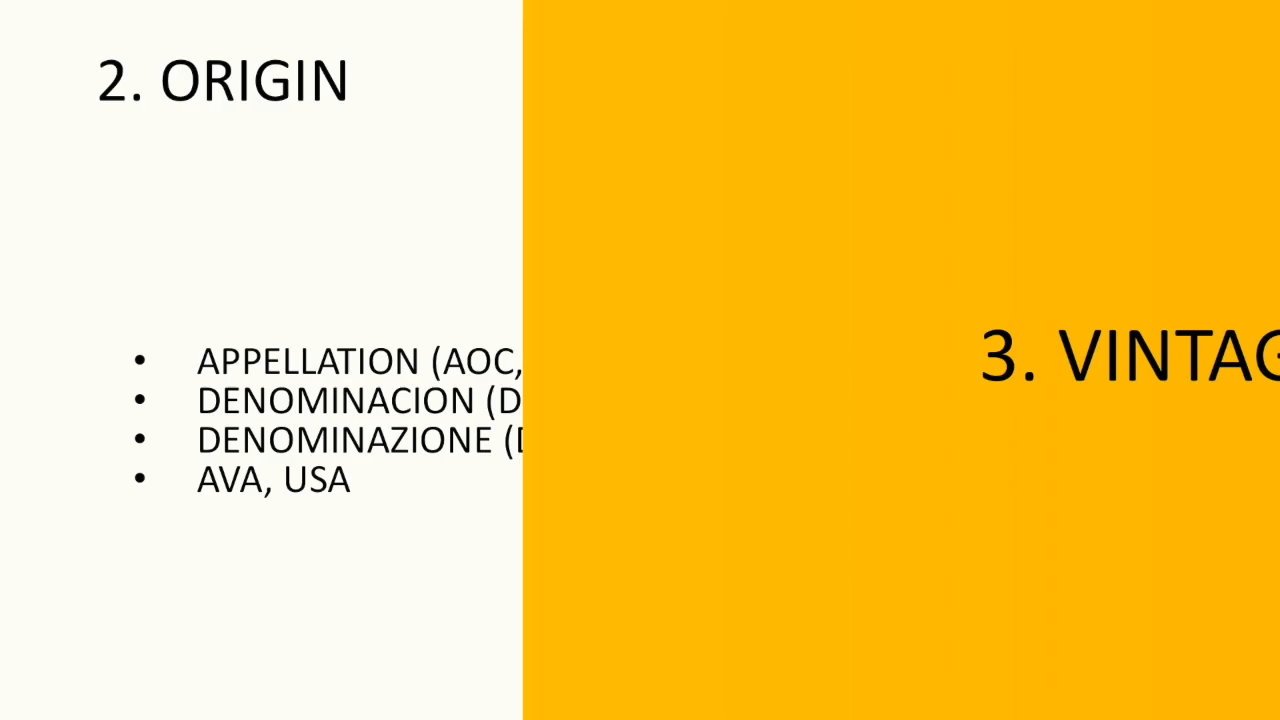 2. ORIGIN
• APPELLATION (AOC,
• DENOMINACION (D
• DENOMINAZIONE (
• AVA, USA
3. VINTAG